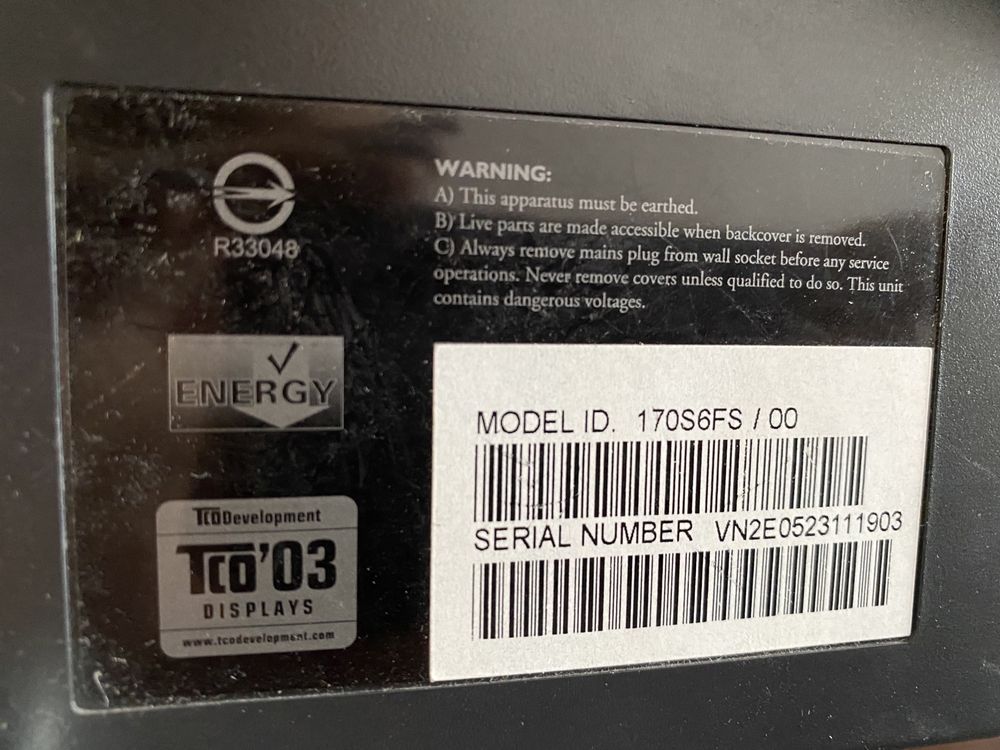 R33048
WARNING:
A) This apparatus must be earthed.
B) Live parts are made accessible when backcover is removed.
C) Always remove mains plug from wall socket before any service
operations. Never remove covers unless qualified to do so. This unit
contains dangerous voltages.
ENERGY
MODEL ID. 170S6FS / 00
SERIAL NUMBER VN2E0523111903
TCODevelopment
TCO'03
DISPLAYS
www.tcodevelopment.com